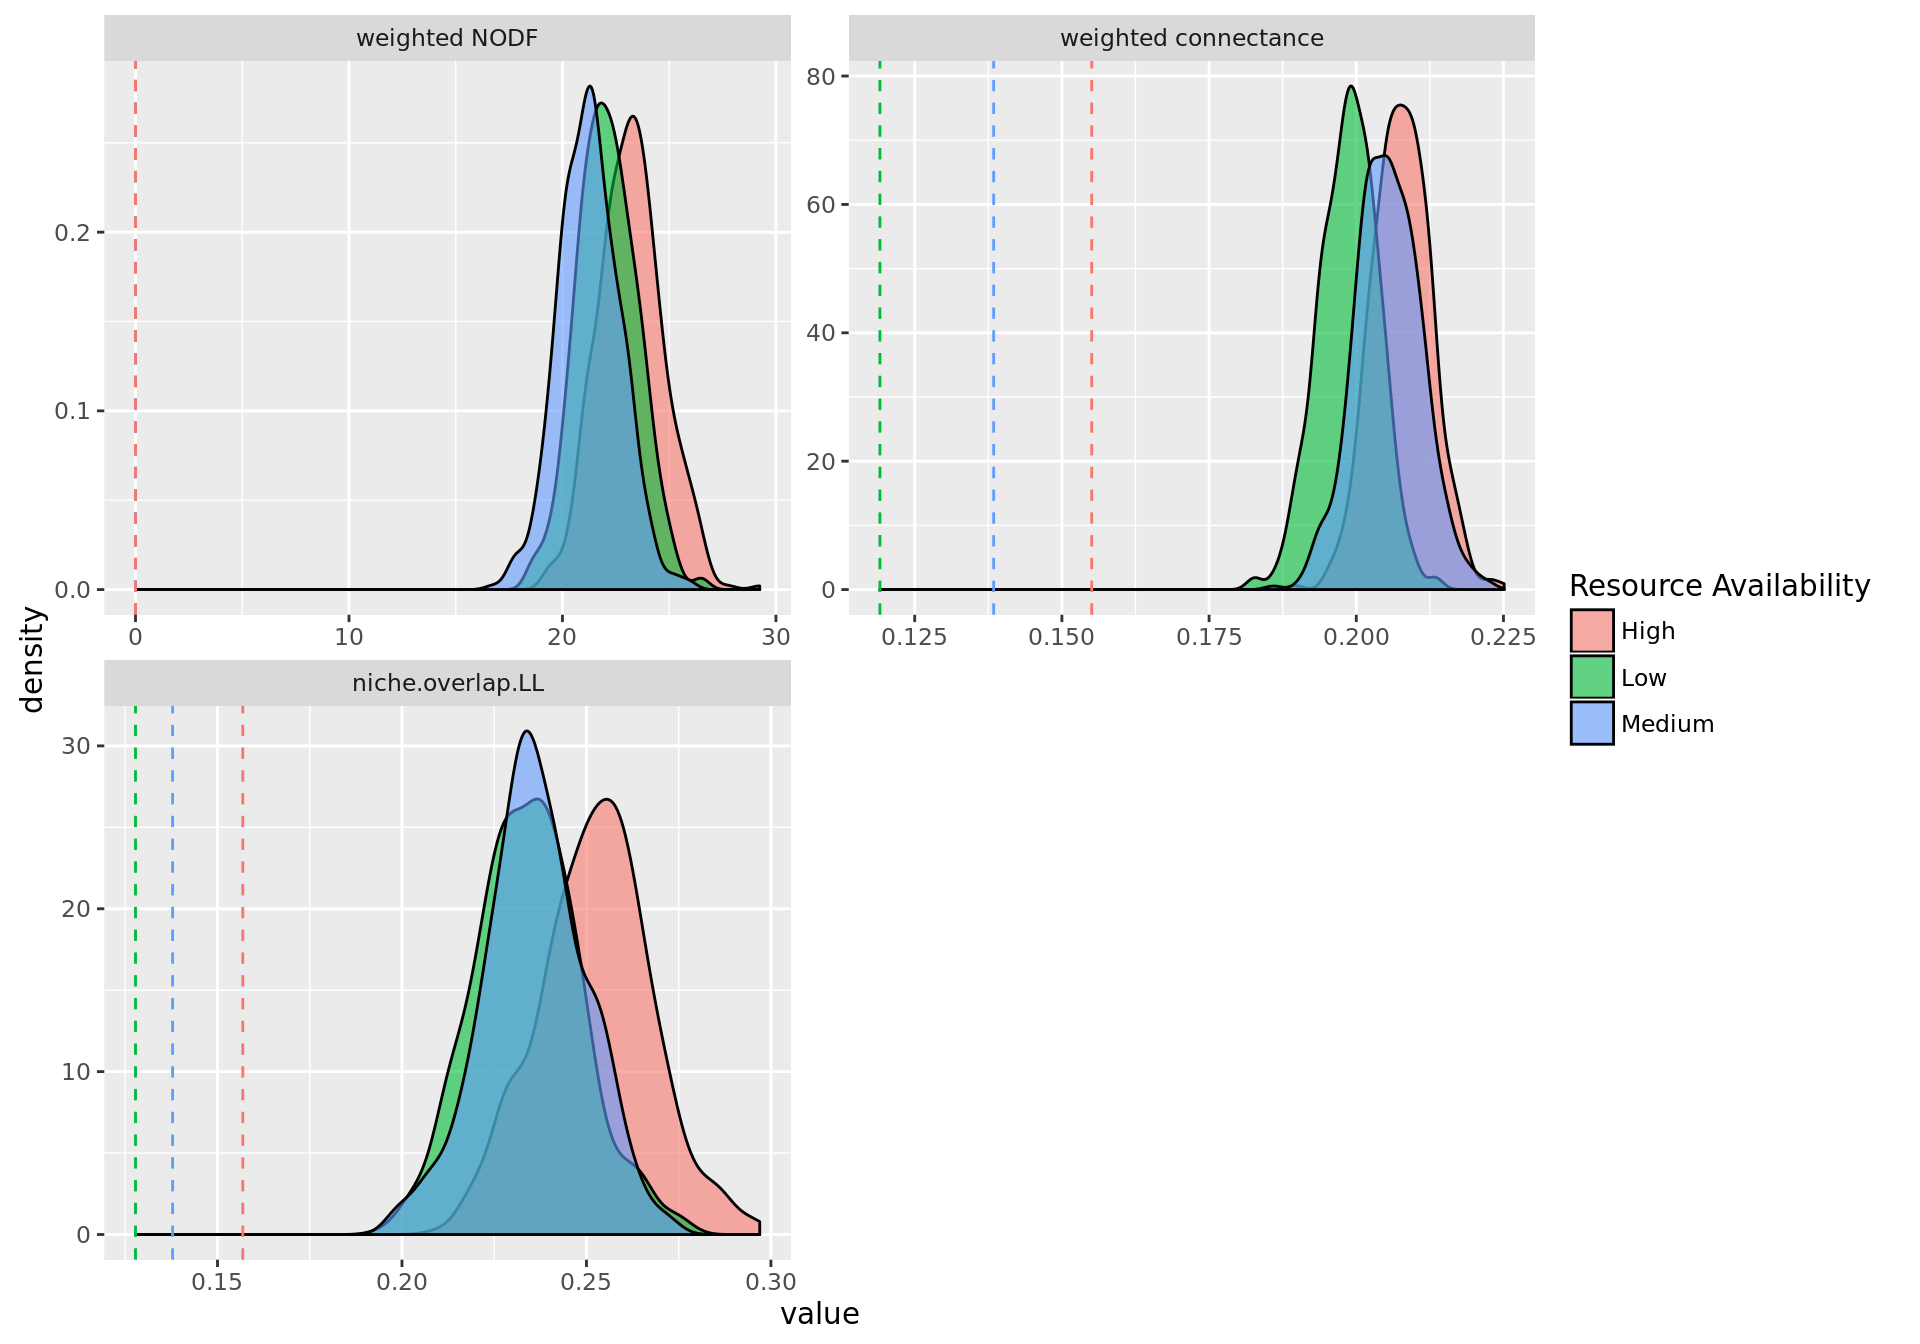 weighted NODF
weighted connectance
0.2
0.1
0.0
0 10 20 30
80
60
40
20
0
0.125 0.150 0.175 0.200 0.225
niche.overlap.LL
30
20
10
0
0.15 0.20 0.25 0.30
density
value
Resource Availability
High
Low
Medium